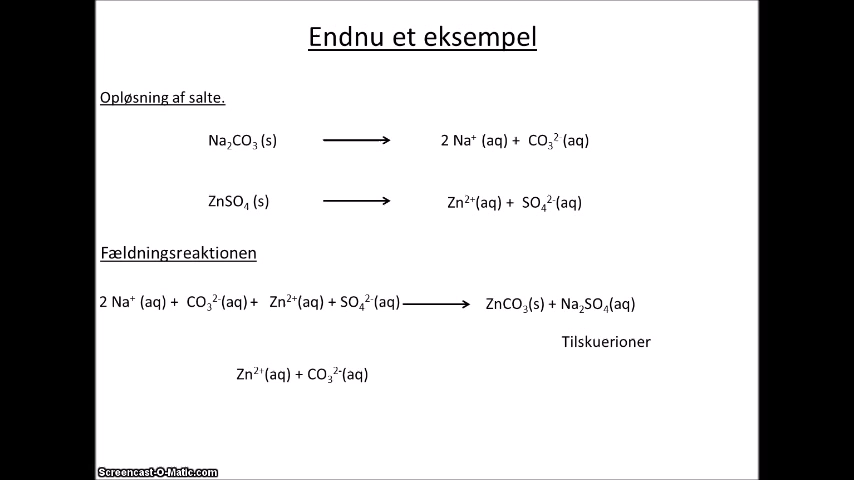 Endnu et eksempel
Opløsning af salte.
Na₂CO₃ (s) ⟶ 2 Na⁺ (aq) + CO₃²⁻(aq)
ZnSO₄ (s) ⟶ Zn²⁺(aq) + SO₄²⁻(aq)
Fældningsreaktionen
2 Na⁺ (aq) + CO₃²⁻(aq) + Zn²⁺(aq) + SO₄²⁻(aq) ⟶ ZnCO₃(s) + Na₂SO₄(aq)
Tilskuerioner
Zn²⁺(aq) + CO₃²⁻(aq)
Screencast-O-Matic.com